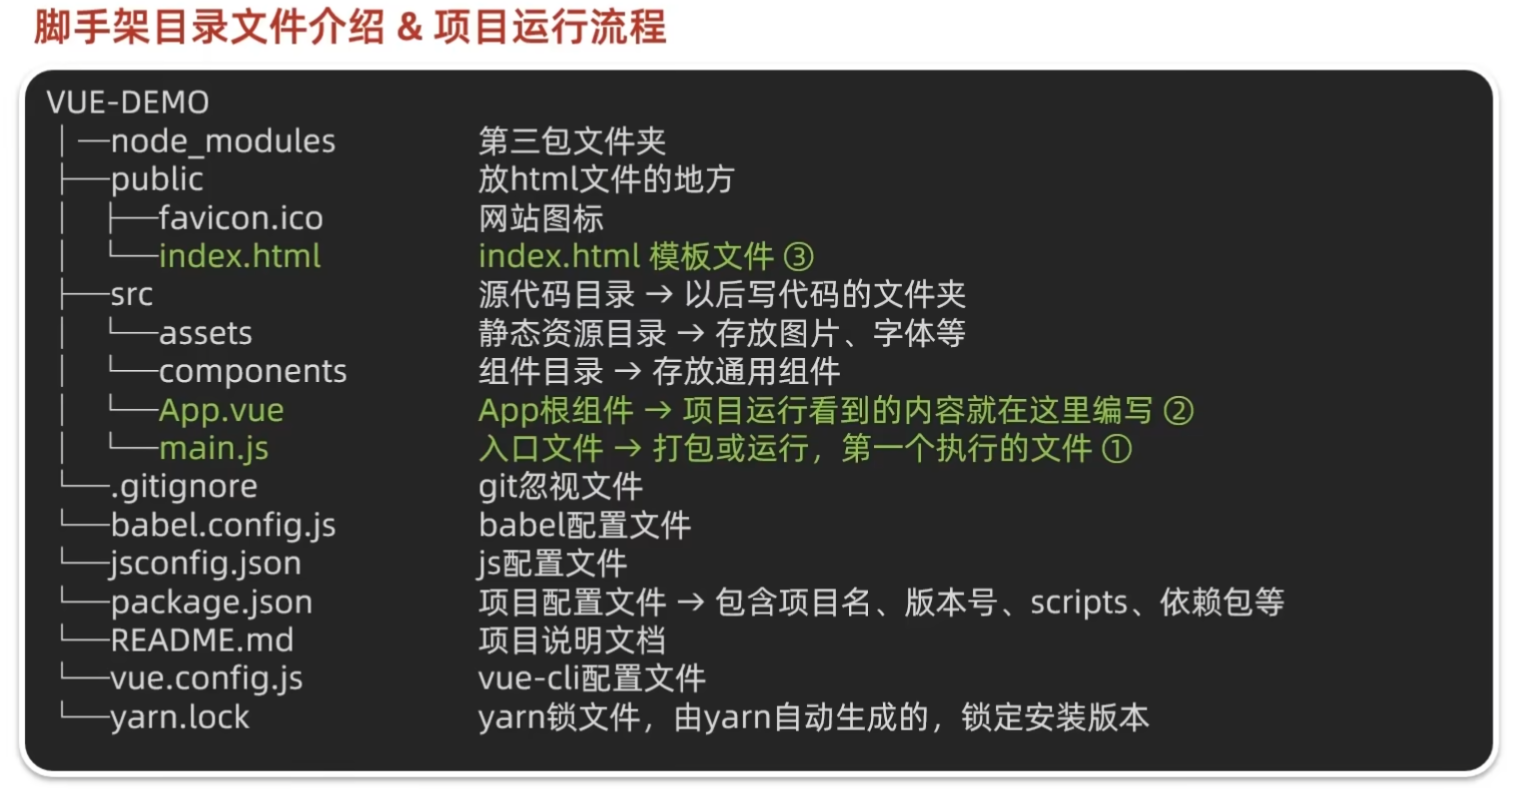 脚手架目录文件介绍 & 项目运行流程
VUE-DEMO
│─node_modules 第三包文件夹
├──public 放html文件的地方
│ ├──favicon.ico 网站图标
│ └──index.html index.html 模板文件 ③
├──src 源代码目录 → 以后写代码的文件夹
│ └──assets 静态资源目录 → 存放图片、字体等
│ └──components 组件目录 → 存放通用组件
│ └──App.vue App根组件 → 项目运行看到的内容就在这里编写 ②
│ └──main.js 入口文件 → 打包或运行，第一个执行的文件 ①
└──.gitignore git忽视文件
└──babel.config.js babel配置文件
└──jsconfig.json js配置文件
└──package.json 项目配置文件 → 包含项目名、版本号、scripts、依赖包等
└──README.md 项目说明文档
└──vue.config.js vue-cli配置文件
└──yarn.lock yarn锁文件，由yarn自动生成的，锁定安装版本